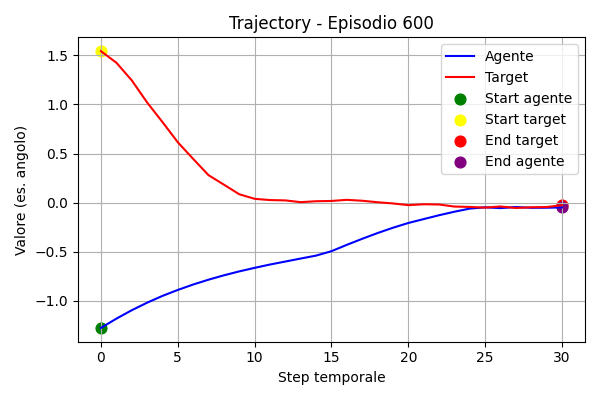 Trajectory - Episodio 600
Agente
Target
Start agente
Start target
End target
End agente
Valore (es. angolo)
1.5
1.0
0.5
0.0
−0.5
−1.0
0 5 10 15 20 25 30
Step temporale